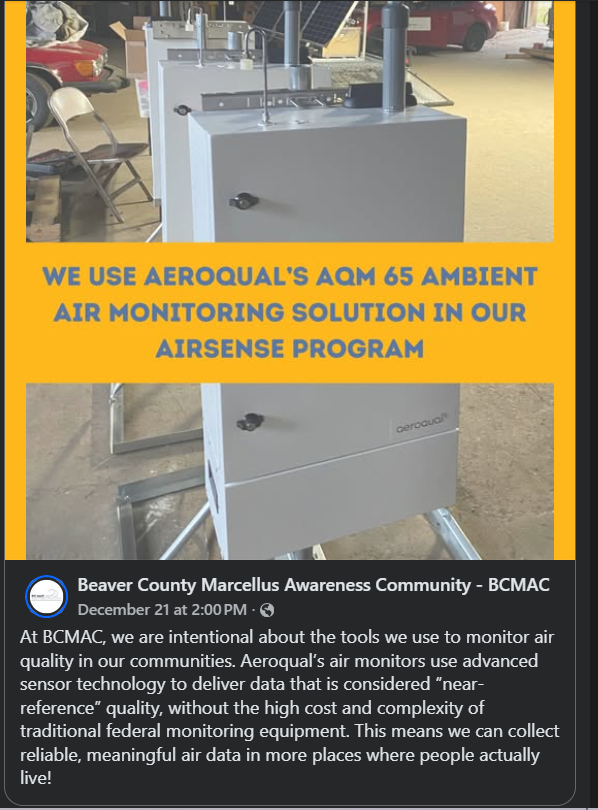 WE USE AEROQUAL'S AQM 65 AMBIENT
AIR MONITORING SOLUTION IN OUR
AIRSENSE PROGRAM
aeroqual
Beaver County Marcellus Awareness Community - BCMAC
December 21 at 2:00 PM ·
At BCMAC, we are intentional about the tools we use to monitor air
quality in our communities. Aeroqual’s air monitors use advanced
sensor technology to deliver data that is considered “near-
reference” quality, without the high cost and complexity of
traditional federal monitoring equipment. This means we can collect
reliable, meaningful air data in more places where people actually
live!